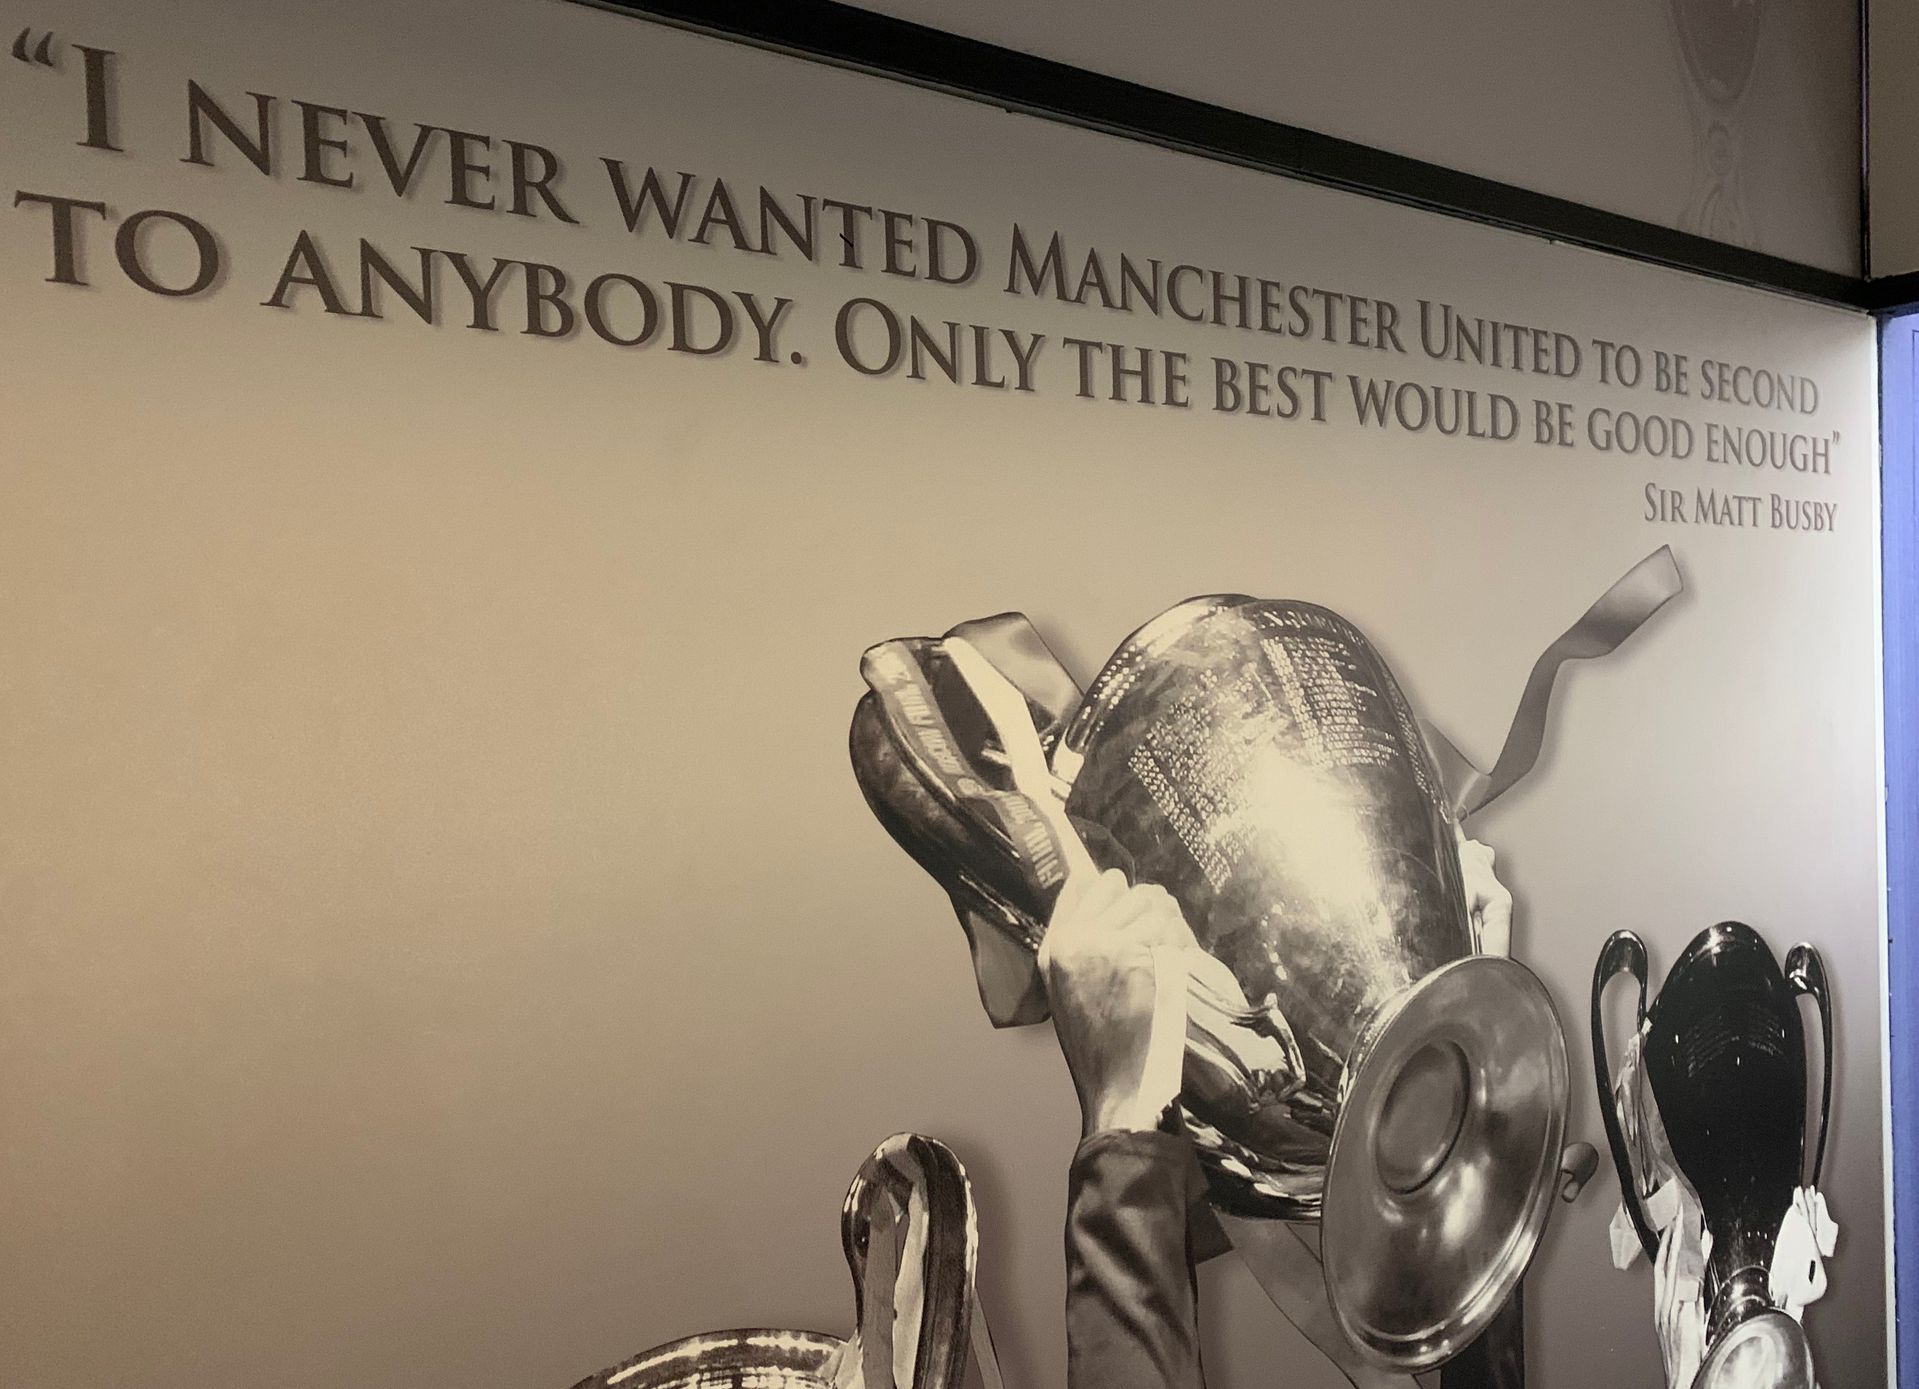 “I NEVER WANTED MANCHESTER UNITED TO BE SECOND
TO ANYBODY. ONLY THE BEST WOULD BE GOOD ENOUGH”
SIR MATT BUSBY